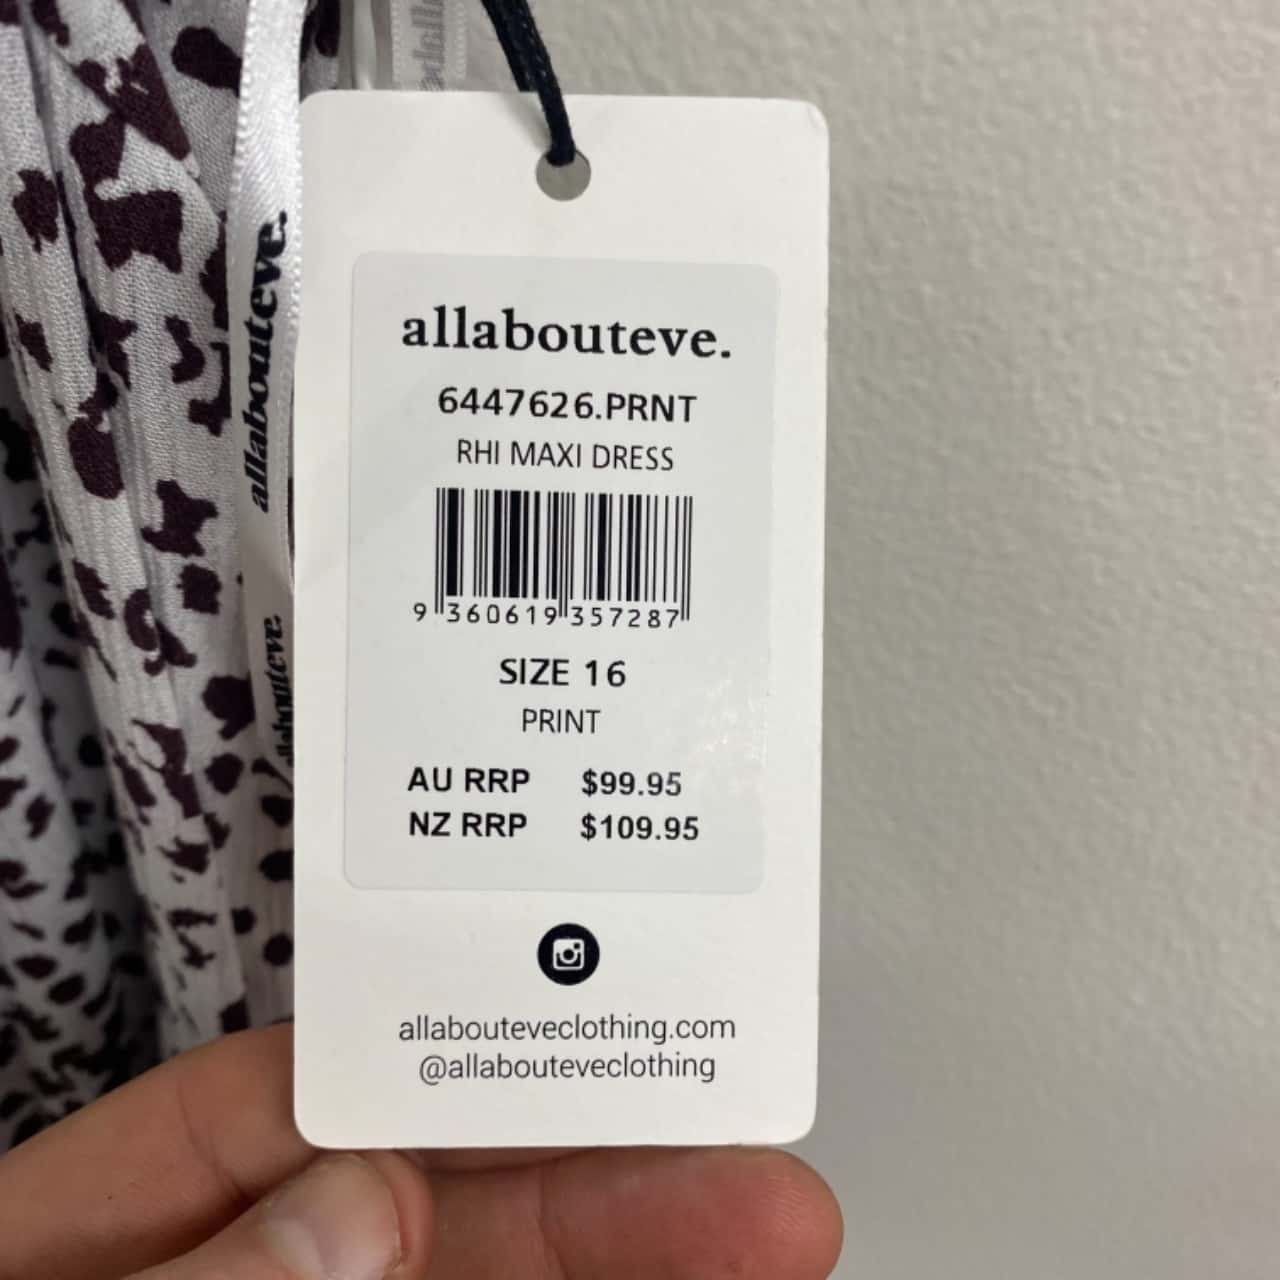 allabouteve.
allabouteve.
allabouteve.
6447626.PRNT
RHI MAXI DRESS
9 360619 357287
SIZE 16
PRINT
AU RRP $99.95
NZ RRP $109.95
allabouteveclothing.com
@allabouteveclothing